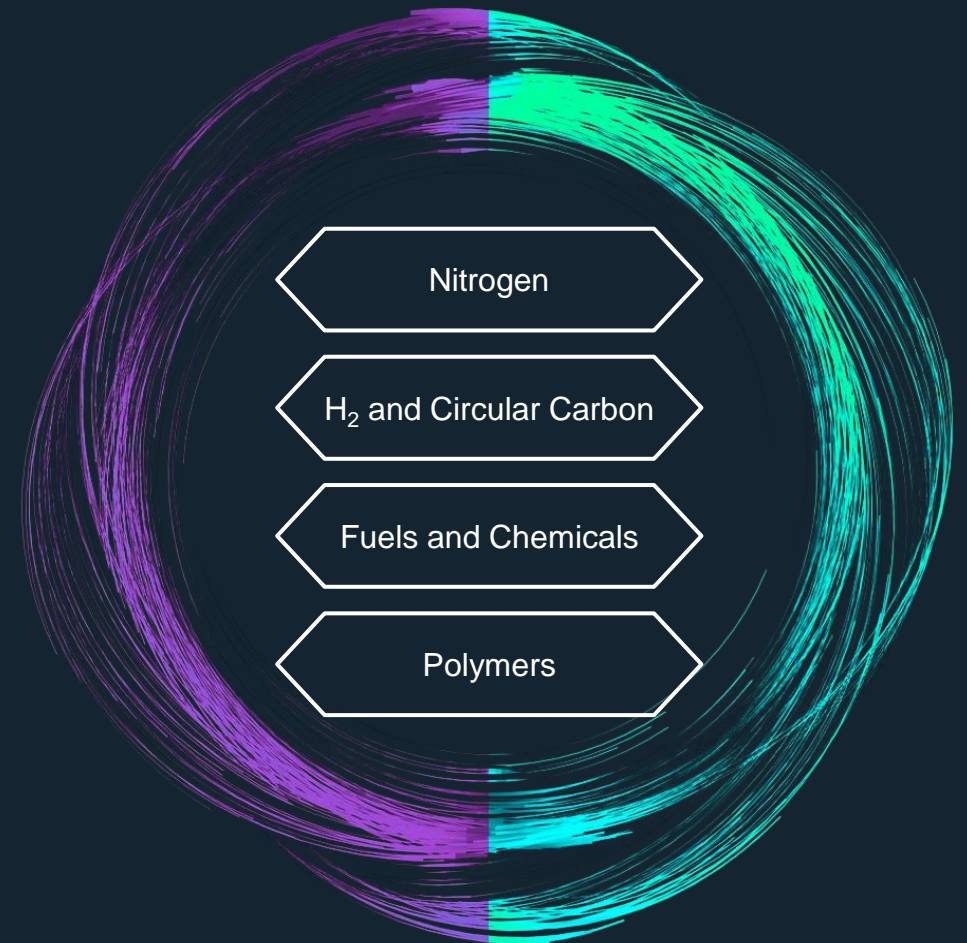 Nitrogen
H₂ and Circular Carbon
Fuels and Chemicals
Polymers